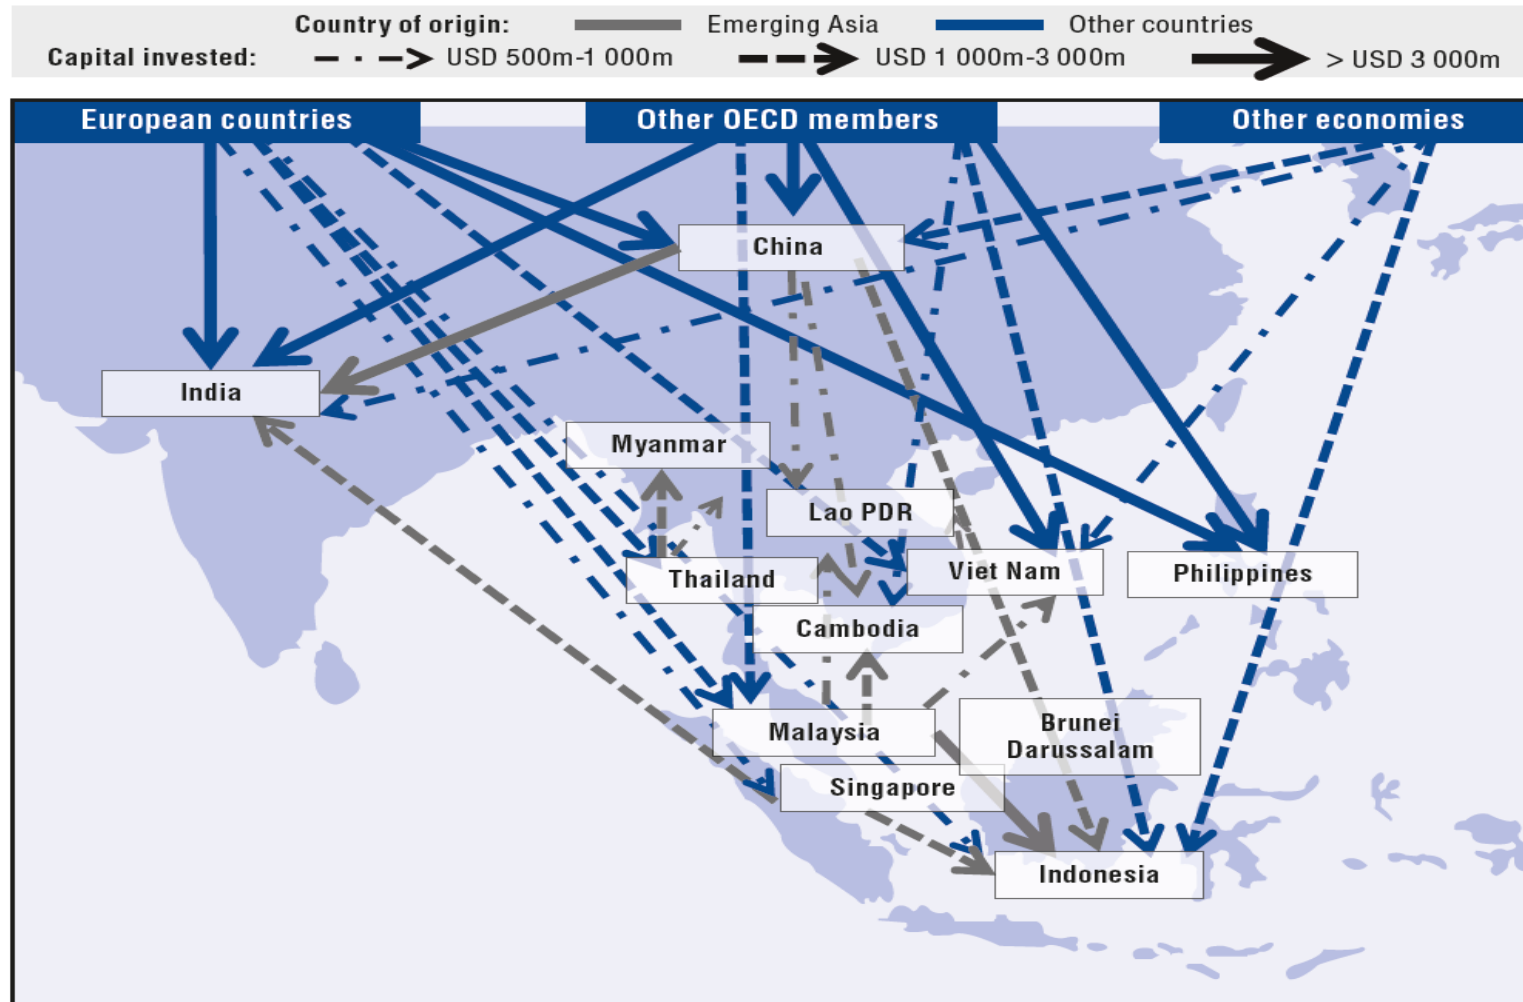 Country of origin: Emerging Asia Other countries
Capital invested: USD 500m-1 000m USD 1 000m-3 000m > USD 3 000m
European countries Other OECD members Other economies
China
India
Myanmar
Lao PDR
Thailand
Viet Nam
Philippines
Cambodia
Malaysia
Brunei
Darussalam
Singapore
Indonesia